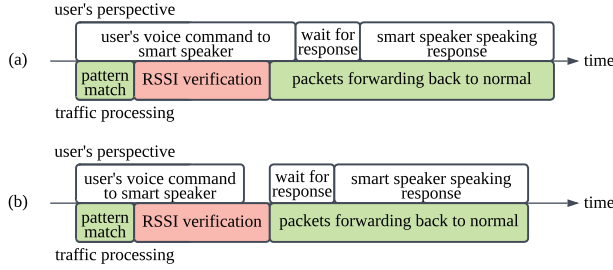 user's perspective
(a)
user's voice command to
smart speaker
wait for
response
smart speaker speaking
response
time
pattern
match
RSSI verification
packets forwarding back to normal
traffic processing
user's perspective
(b)
user's voice command
to smart speaker
wait for
response
smart speaker speaking
response
time
pattern
match
RSSI verification
packets forwarding back to normal
traffic processing